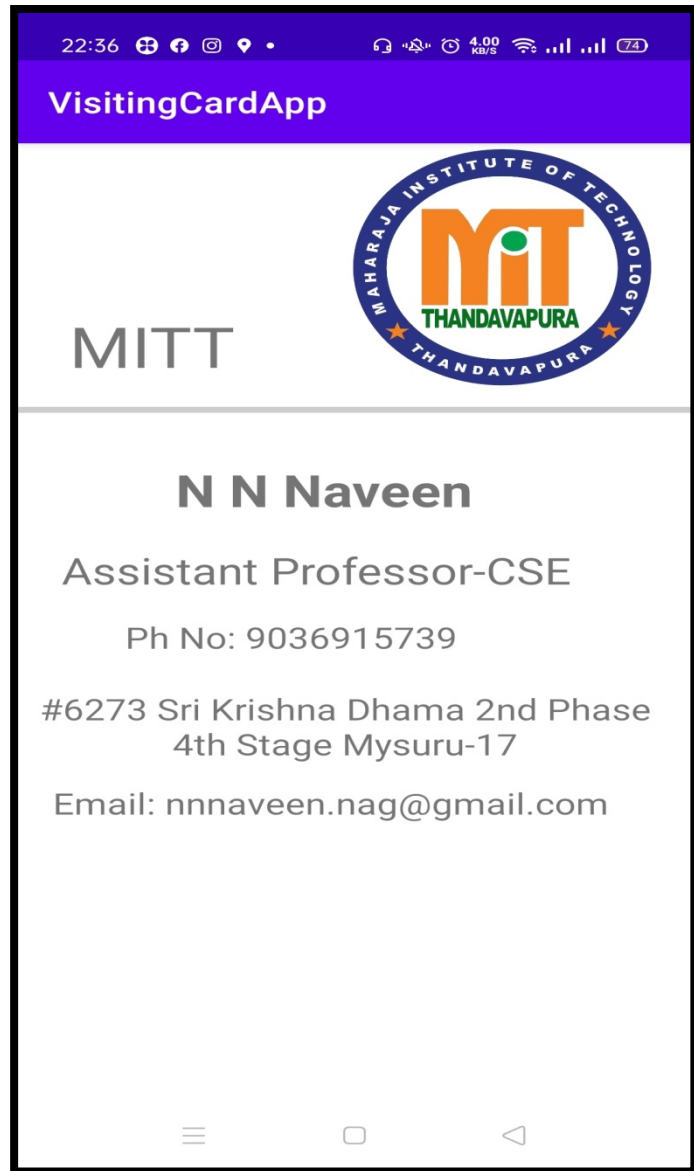 22:36
4.00
KB/S
74
VisitingCardApp
MAHARAJA INSTITUTE OF TECHNOLOGY
MiT
THANDAVAPURA
THANDAVAPURA
MITT
N N Naveen
Assistant Professor-CSE
Ph No: 9036915739
#6273 Sri Krishna Dhama 2nd Phase
4th Stage Mysuru-17
Email: nnnaveen.nag@gmail.com